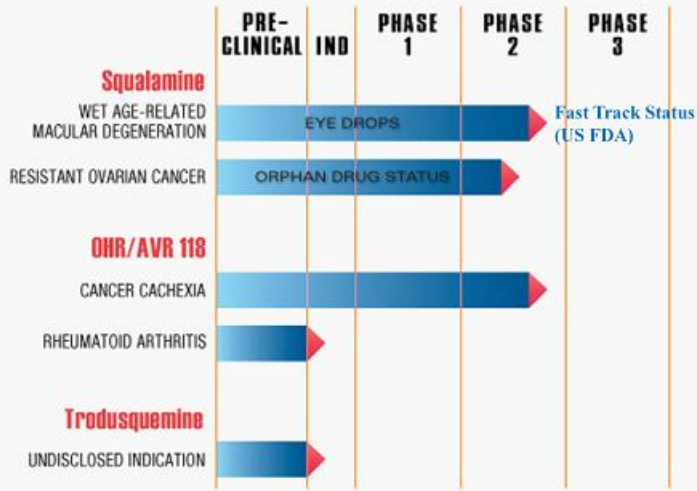 PRE-
CLINICAL
IND
PHASE
1
PHASE
2
PHASE
3
Squalamine
WET AGE-RELATED
MACULAR DEGENERATION
EYE DROPS
Fast Track Status
(US FDA)
RESISTANT OVARIAN CANCER
ORPHAN DRUG STATUS
OHR/AVR 118
CANCER CACHEXIA
RHEUMATOID ARTHRITIS
Trodusquemine
UNDISCLOSED INDICATION